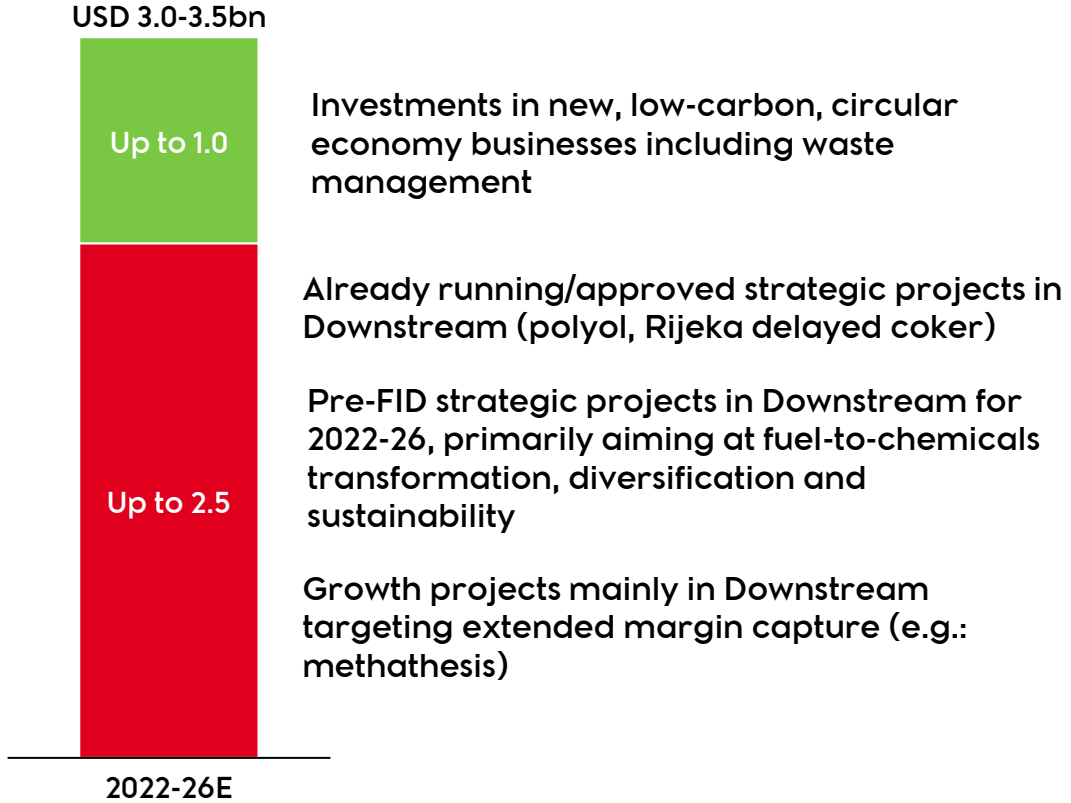 USD 3.0-3.5bn
Up to 1.0
Investments in new, low-carbon, circular
economy businesses including waste
management
Already running/approved strategic projects in
Downstream (polyol, Rijeka delayed coker)
Pre-FID strategic projects in Downstream for
2022-26, primarily aiming at fuel-to-chemicals
transformation, diversification and
sustainability
Up to 2.5
Growth projects mainly in Downstream
targeting extended margin capture (e.g.:
methathesis)
2022-26E